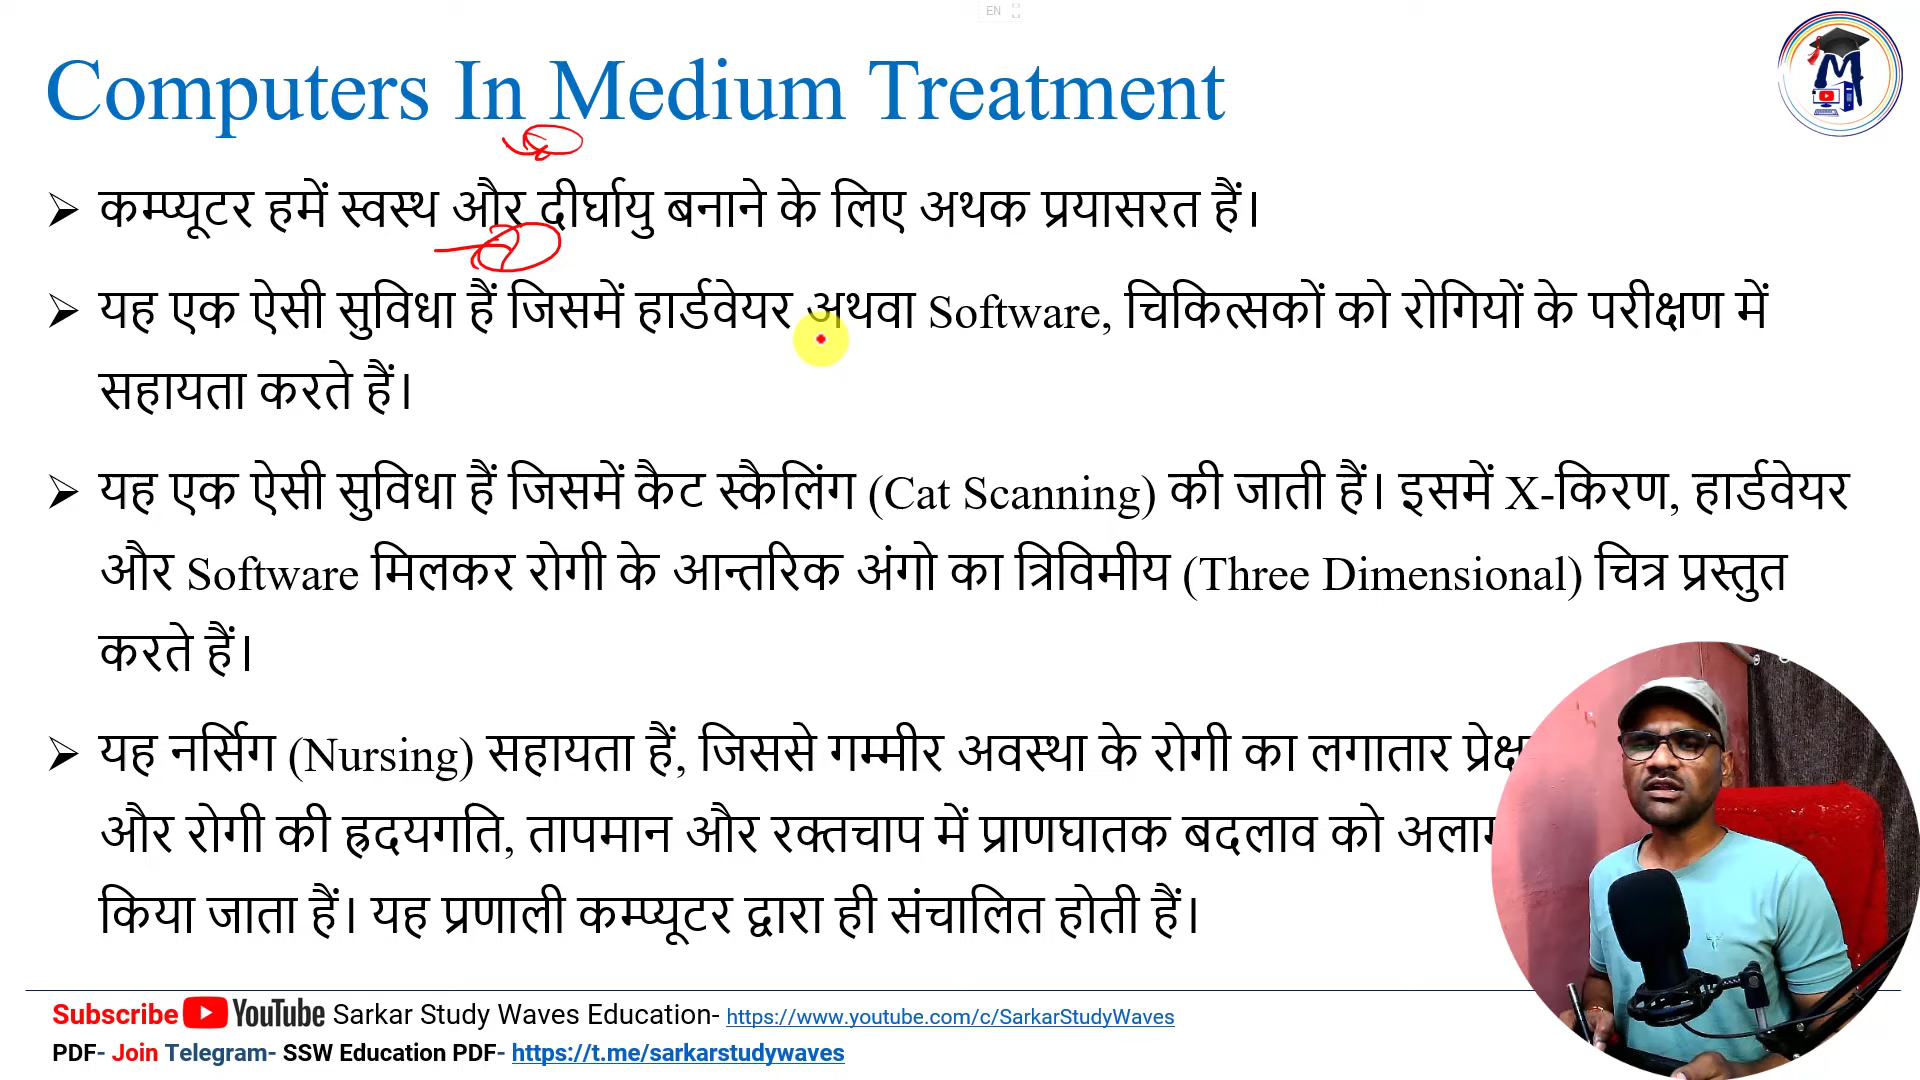 EN
Computers In Medium Treatment
कम्प्यूटर हमें स्वस्थ और दीर्घायु बनाने के लिए अथक प्रयासरत हैं।
यह एक ऐसी सुविधा हैं जिसमें हार्डवेयर अथवा Software, चिकित्सकों को रोगियों के परीक्षण में
सहायता करते हैं।
यह एक ऐसी सुविधा हैं जिसमें कैट स्कैलिंग (Cat Scanning) की जाती हैं। इसमें X-किरण, हार्डवेयर
और Software मिलकर रोगी के आन्तरिक अंगो का त्रिविमीय (Three Dimensional) चित्र प्रस्तुत
करते हैं।
यह नर्सिग (Nursing) सहायता हैं, जिससे गम्मीर अवस्था के रोगी का लगातार
और रोगी की ह्रदयगति, तापमान और रक्तचाप में प्राणघातक बदलाव को
किया जाता हैं। यह प्रणाली कम्प्यूटर द्वारा ही संचालित होती हैं।
Subscribe YouTube Sarkar Study Waves Education- https://www.youtube.com/c/SarkarStudyWaves
PDF- Join Telegram- SSW Education PDF- https://t.me/sarkarstudywaves